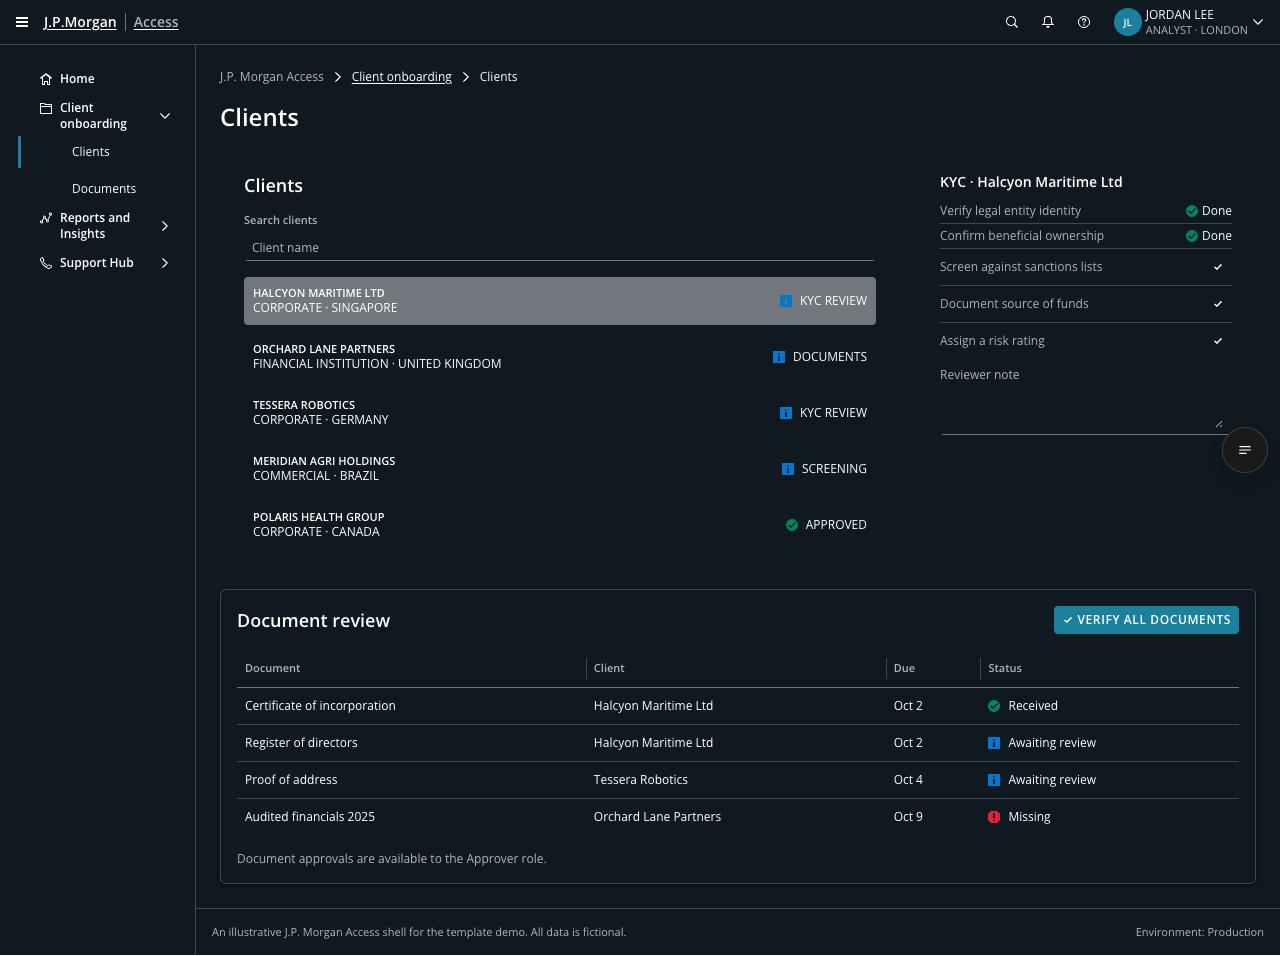 J.P.Morgan | Access
JL
JORDAN LEE
ANALYST · LONDON
Home
Client
onboarding
Clients
Documents
Reports and
Insights
Support Hub
J.P. Morgan Access > Client onboarding > Clients
Clients
Clients
Search clients
Client name
HALCYON MARITIME LTD
CORPORATE · SINGAPORE
KYC REVIEW
ORCHARD LANE PARTNERS
FINANCIAL INSTITUTION · UNITED KINGDOM
DOCUMENTS
TESSERA ROBOTICS
CORPORATE · GERMANY
KYC REVIEW
MERIDIAN AGRI HOLDINGS
COMMERCIAL · BRAZIL
SCREENING
POLARIS HEALTH GROUP
CORPORATE · CANADA
APPROVED
KYC · Halcyon Maritime Ltd
Verify legal entity identity Done
Confirm beneficial ownership Done
Screen against sanctions lists
Document source of funds
Assign a risk rating
Reviewer note
Document review
VERIFY ALL DOCUMENTS
Document Client Due Status
Certificate of incorporation Halcyon Maritime Ltd Oct 2 Received
Register of directors Halcyon Maritime Ltd Oct 2 Awaiting review
Proof of address Tessera Robotics Oct 4 Awaiting review
Audited financials 2025 Orchard Lane Partners Oct 9 Missing
Document approvals are available to the Approver role.
An illustrative J.P. Morgan Access shell for the template demo. All data is fictional.
Environment: Production